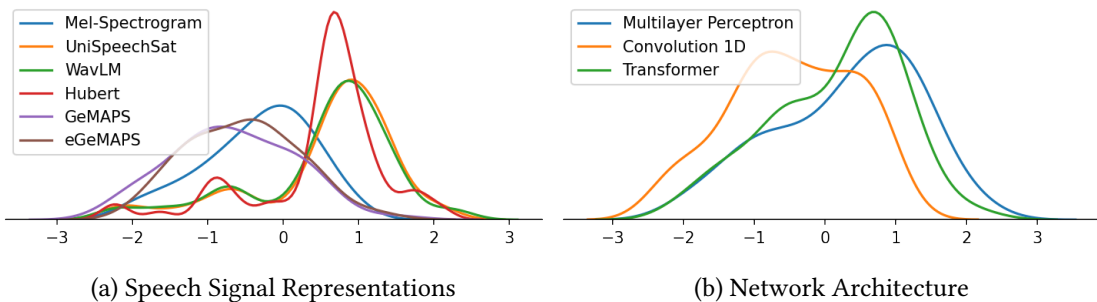 Mel-Spectrogram
UniSpeechSat
WavLM
Hubert
GeMAPS
eGeMAPS
−3 −2 −1 0 1 2 3
(a) Speech Signal Representations
Multilayer Perceptron
Convolution 1D
Transformer
−3 −2 −1 0 1 2 3
(b) Network Architecture